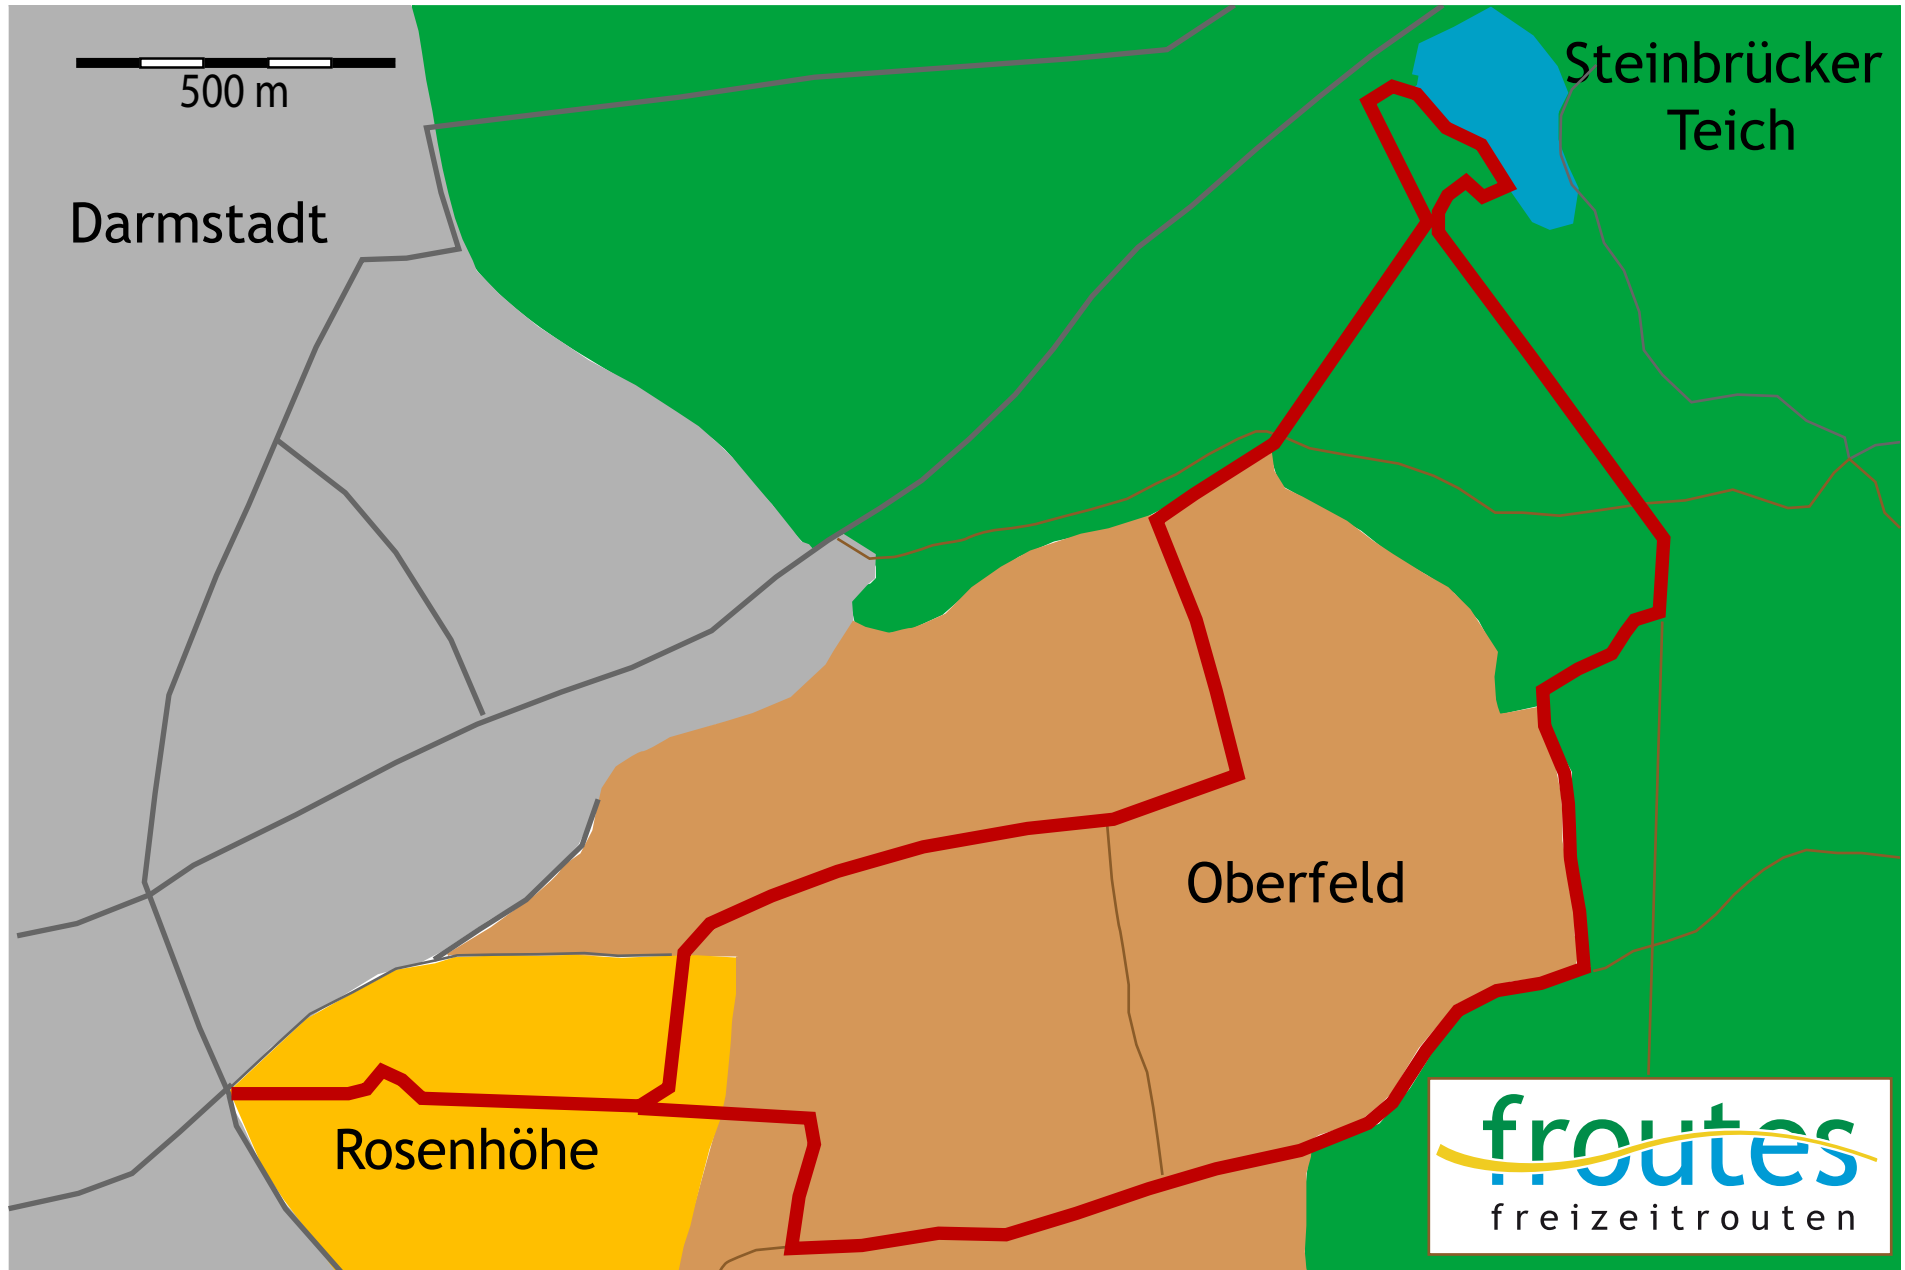 500 m
Steinbrücker
Teich
Darmstadt
Oberfeld
Rosenhöhe
froutes
freizeitrouten